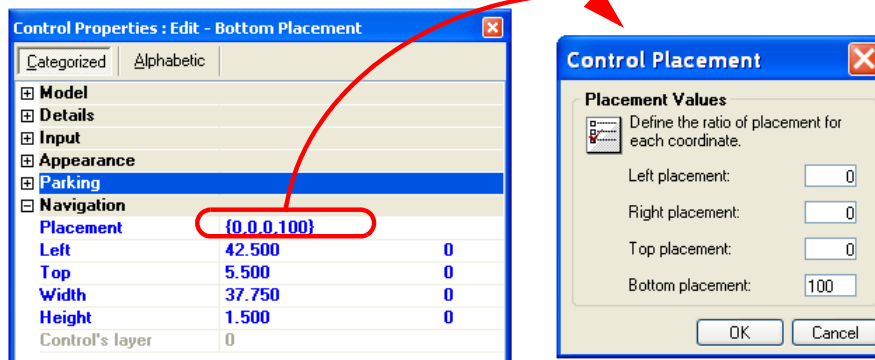 Control Properties : Edit - Bottom Placement
Categorized Alphabetic
Model
Details
Input
Appearance
Parking
Navigation
Placement {0,0,0,100}
Left 42.500 0
Top 5.500 0
Width 37.750 0
Height 1.500 0
Control's layer 0
Control Placement
Placement Values
Define the ratio of placement for
each coordinate.
Left placement: 0
Right placement: 0
Top placement: 0
Bottom placement: 100
OK Cancel